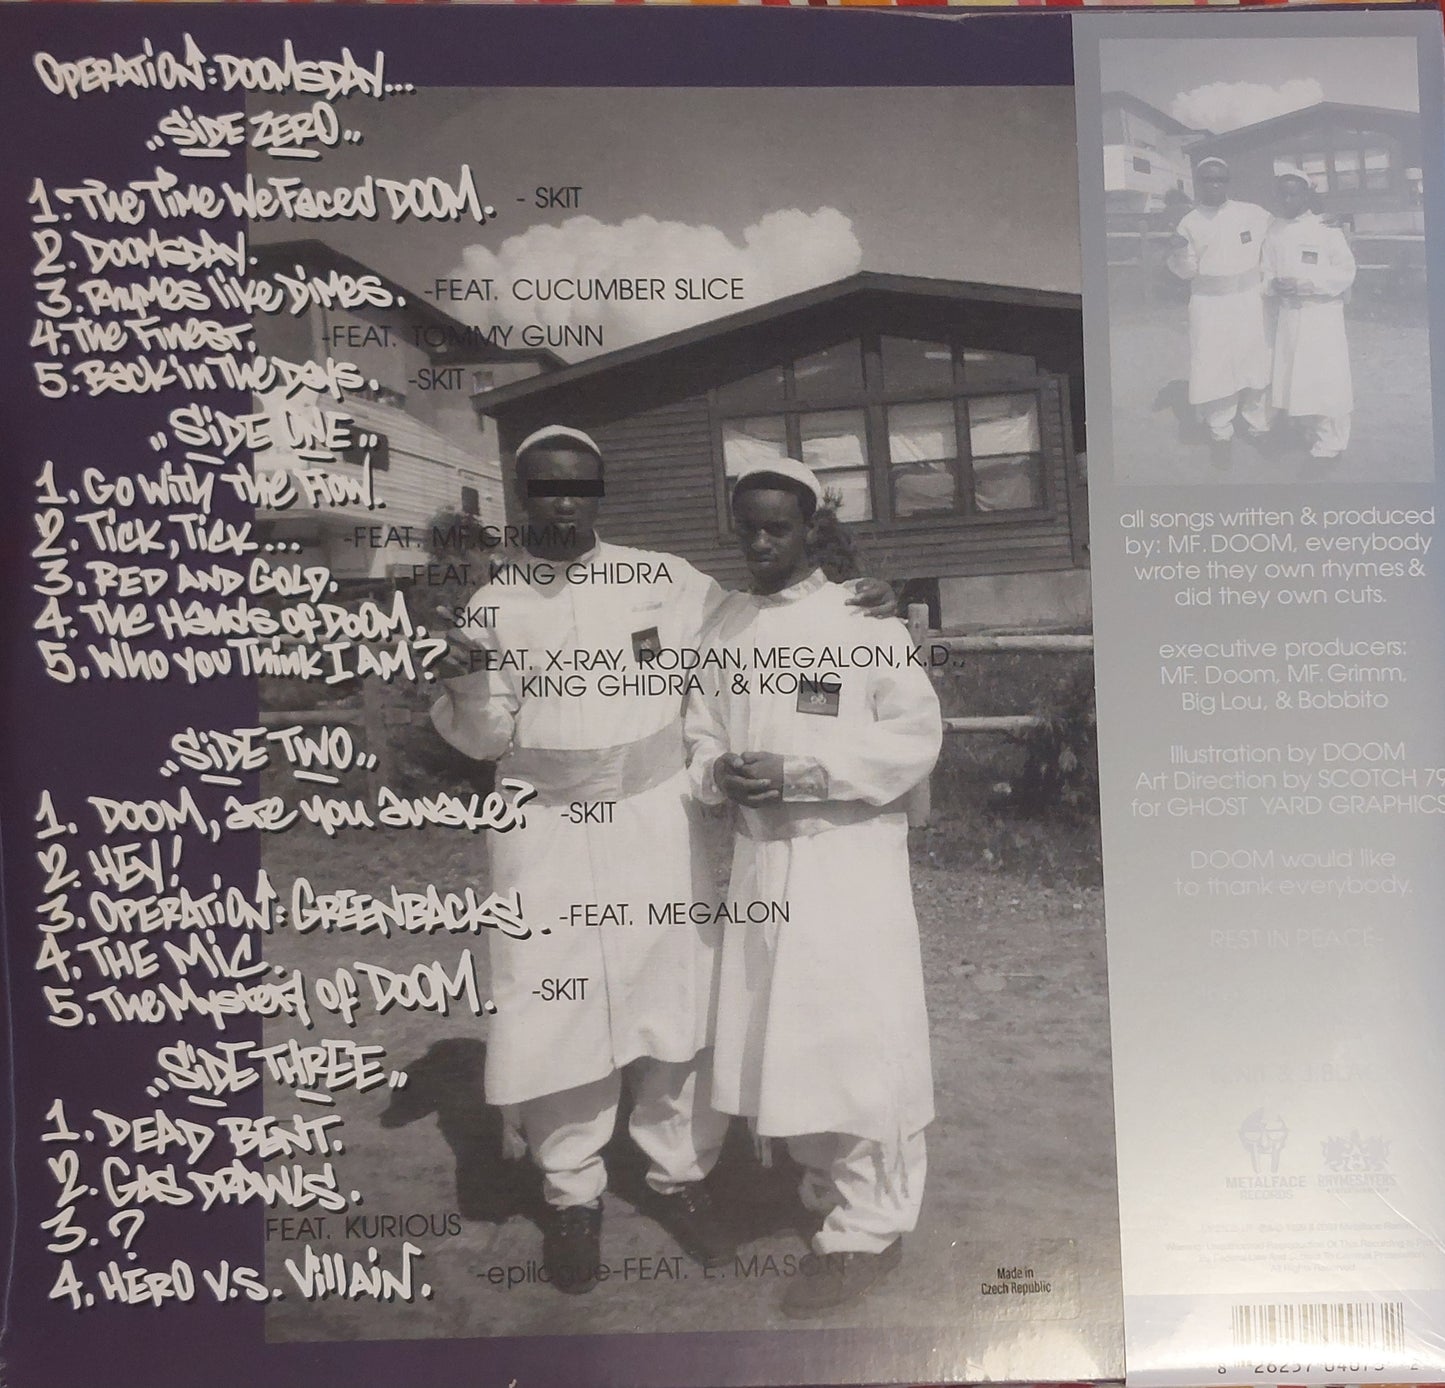 OPERATION: DOOMSDAY...
,,SIDE ZERO,,
1. The Time We Faced DOOM. - SKIT
2. DOOMSDAY.
3. Rhymes like Dimes. -FEAT. CUCUMBER SLICE
4. The Finest. -FEAT. TOMMY GUNN
5. Back in The Days. -SKIT
,,SIDE ONE,,
1. Go With The Flow.
2. Tick, Tick... -FEAT. MF. GRIMM
3. RED AND GOLD. -FEAT. KING GHIDRA
4. The Hands of DOOM. -SKIT
5. Who you Think I AM? -FEAT. X-RAY, RODAN, MEGALON, K.D.,
KING GHIDRA , & KONG
,,SIDE TWO,,
1. DOOM, are you awake? -SKIT
2. HEY!
3. OPERATION: GREENBACKS. -FEAT. MEGALON
4. THE MIC.
5. The Mystery of DOOM. -SKIT
,,SIDE THREE,,
1. DEAD BENT.
2. GAS DRAWLS.
3. ? FEAT. KURIOUS
4. HERO V.S. VILLAIN. -epilogue-FEAT. E. MASON
Made in
Czech Republic
all songs written & produced
by: MF. DOOM, everybody
wrote they own rhymes &
did they own cuts.
executive producers:
MF. Doom, MF. Grimm,
Big Lou, & Bobbito
Illustration by DOOM
Art Direction by SCOTCH 79
for GHOST YARD GRAPHICS
DOOM would like
to thank everybody.
REST IN PEACE
METALFACE
RECORDS
RHYMESAYERS
All Rights Reserved